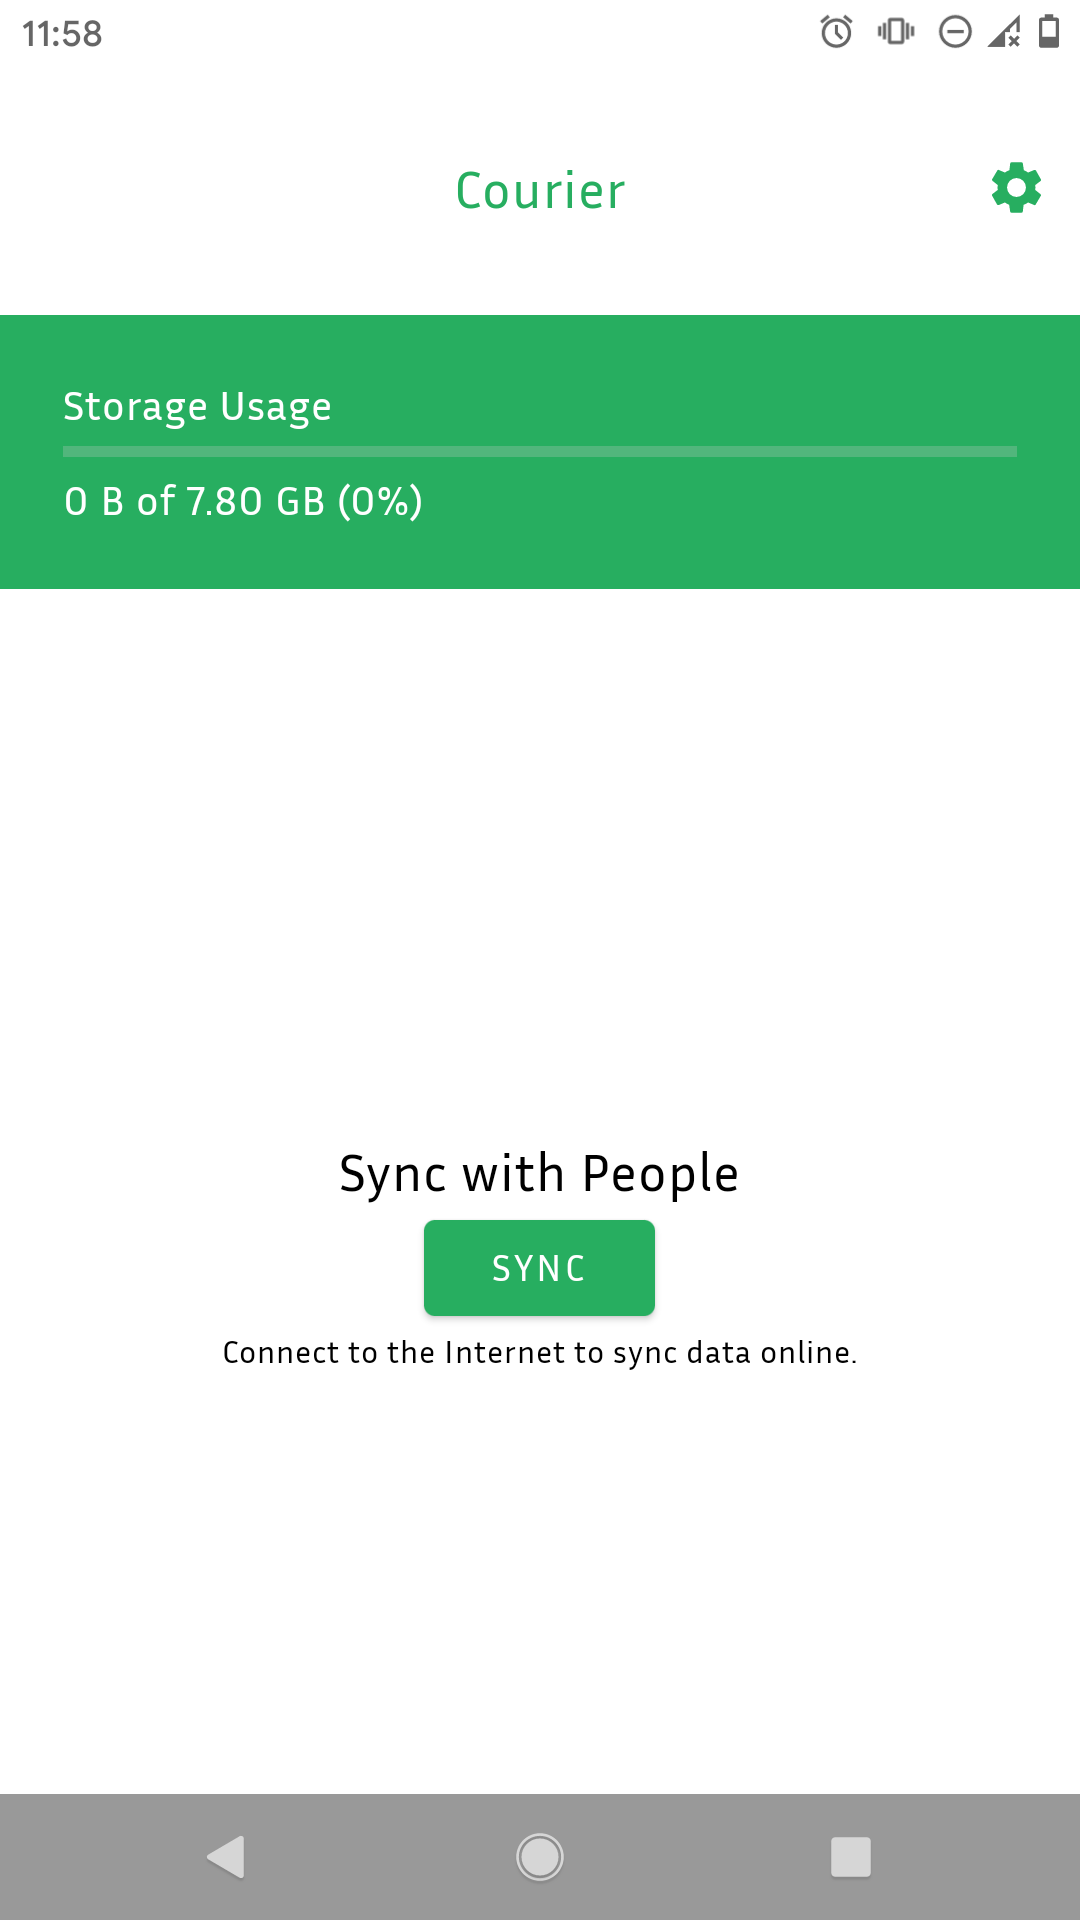 11:58
Courier
Storage Usage
0 B of 7.80 GB (0%)
Sync with People
SYNC
Connect to the Internet to sync data online.